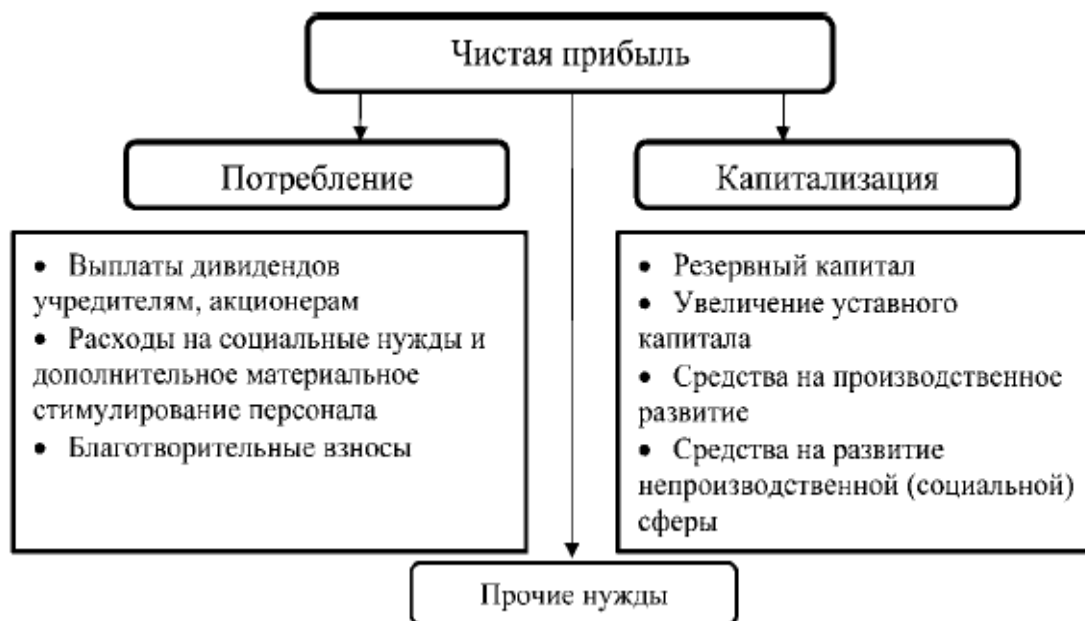 Чистая прибыль
Потребление
Капитализация
• Выплаты дивидендов
учредителям, акционерам
• Расходы на социальные нужды и
дополнительное материальное
стимулирование персонала
• Благотворительные взносы
• Резервный капитал
• Увеличение уставного
капитала
• Средства на производственное
развитие
• Средства на развитие
непроизводственной (социальной)
сферы
Прочие нужды